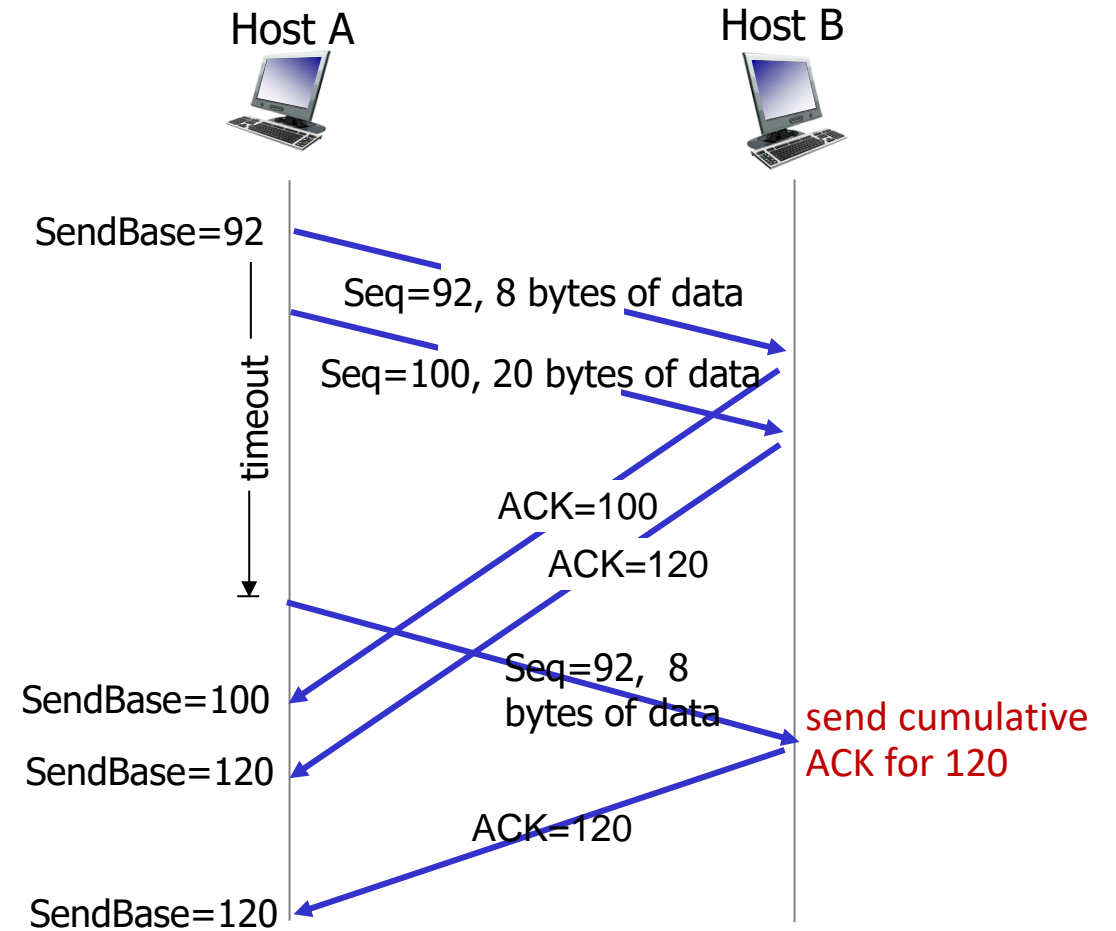 Host A
Host B
SendBase=92
Seq=92, 8 bytes of data
Seq=100, 20 bytes of data
timeout
ACK=100
ACK=120
Seq=92, 8
bytes of data
SendBase=100
send cumulative
ACK for 120
SendBase=120
ACK=120
SendBase=120